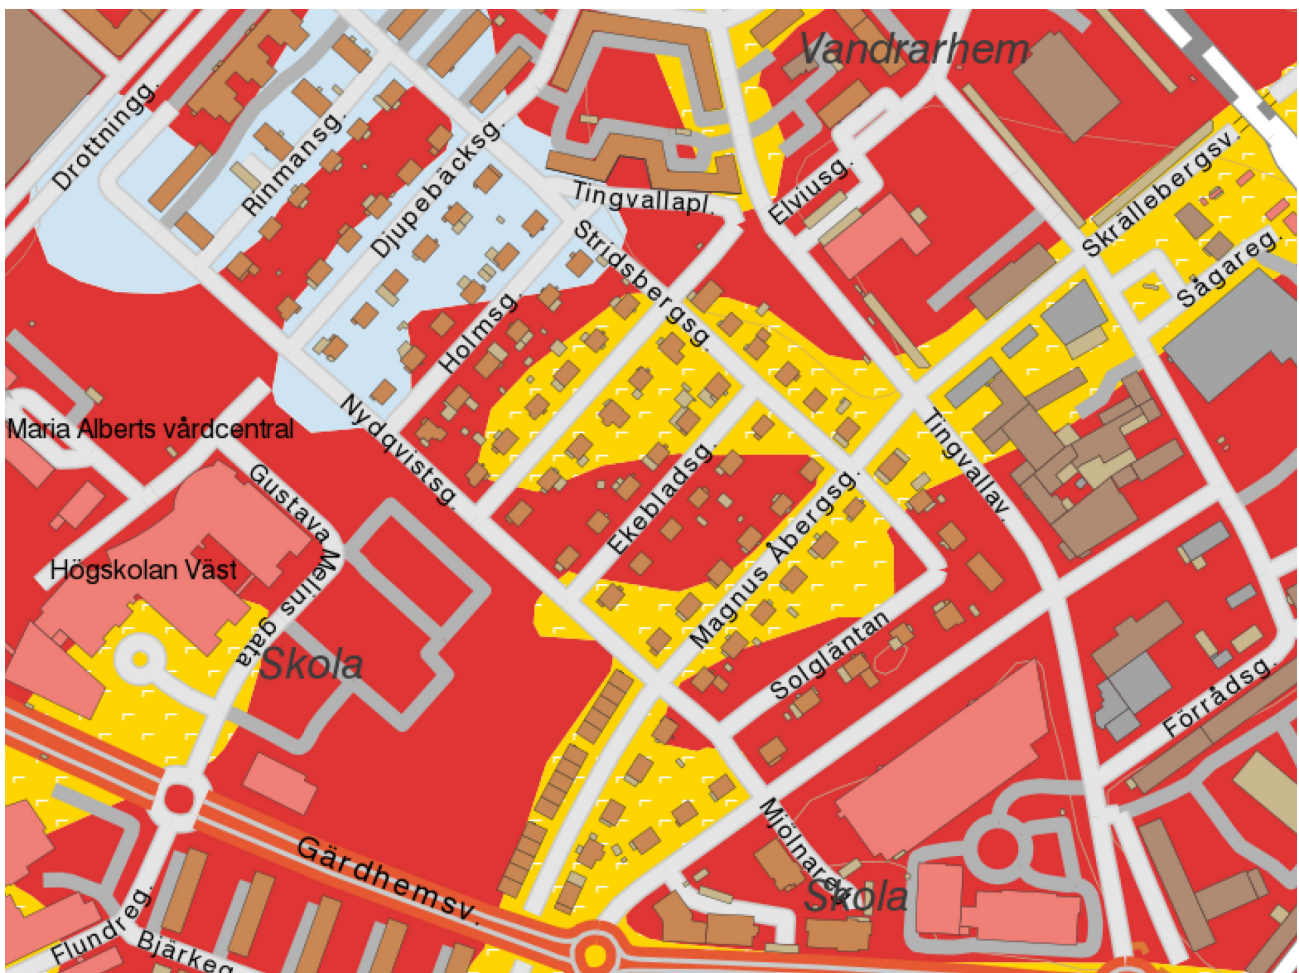 Vandrarhem
Drottningg.
Rinmansg.
Djupebäcksg.
Tingvallapl.
Elviusg.
Skrällebergsv.
Sågareg.
Stridsbergsg.
Holmsg.
Nydqvistsg.
Maria Alberts vårdcentral
Gustava Melins gata
Högskolan Väst
Tingvallav.
Ekebladsg.
Magnus Åbergsg.
Solgläntan
Skola
Förrådsg.
Gärdhemsv.
Mjölnareg.
Skola
Flundreg.
Bjärkeg.